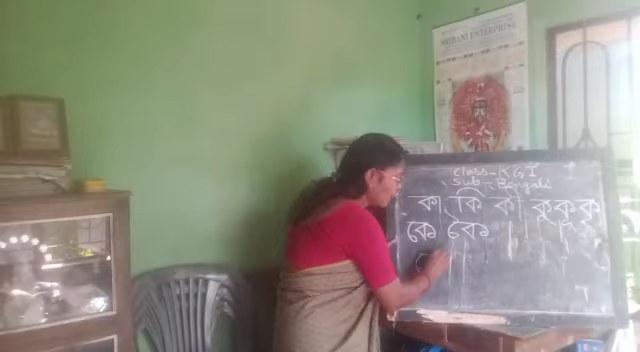 SHIBANI ENTERPRISE
Class - KG I
Sub - Bengali
কা কি কী কু কূ কৃ
কে কৈ